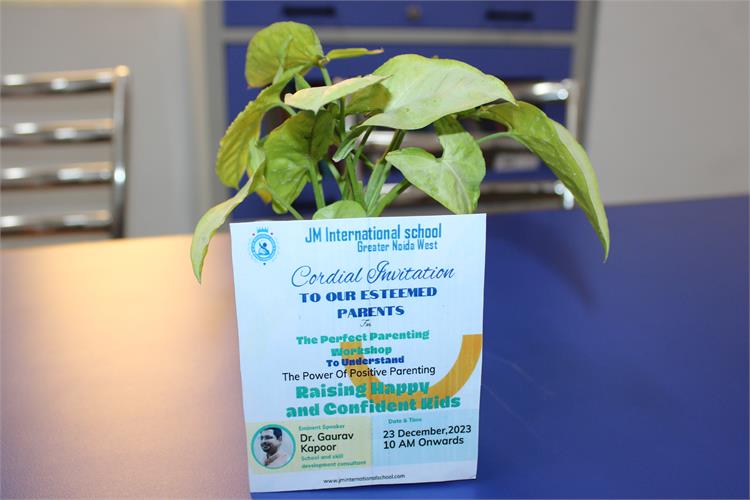 JM International school
Greater Noida West
Cordial Invitation
TO OUR ESTEEMED
PARENTS
For
The Perfect Parenting
Workshop
To Understand
The Power Of Positive Parenting
Raising Happy
and Confident Kids
Eminent Speaker
Dr. Gaurav
Kapoor
School and skill
development consultant
Date & Time
23 December,2023
10 AM Onwards
www.jminternationalschool.com